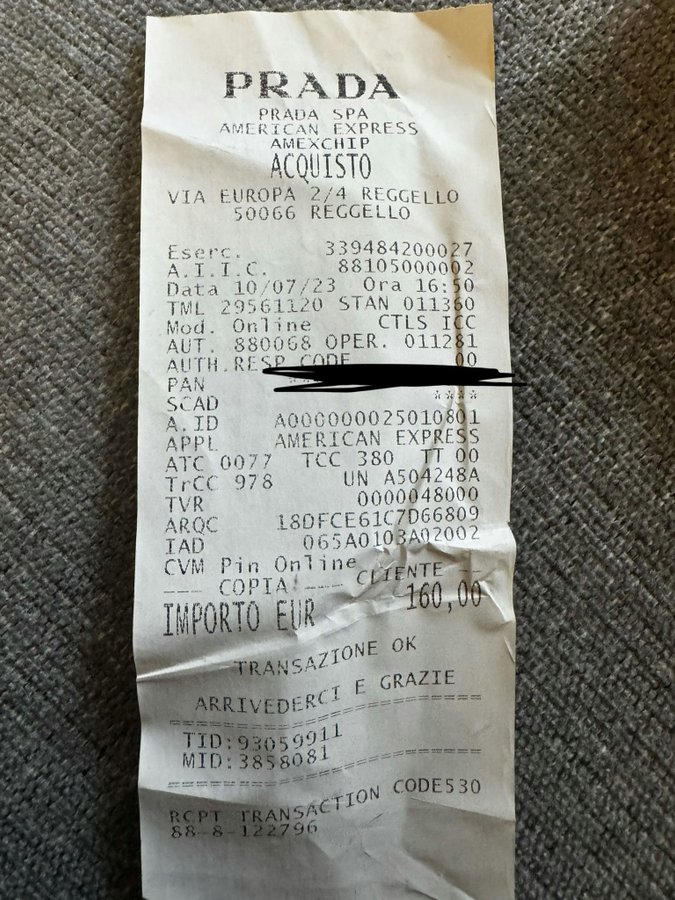 PRADA
PRADA SPA
AMERICAN EXPRESS
AMEXCHIP
ACQUISTO
VIA EUROPA 2/4 REGGELLO
50066 REGGELLO
Eserc. 339484200027
A.I.I.C. 88105000002
Data 10/07/23 Ora 16:50
TML 29561120 STAN 011360
Mod. Online CTLS ICC
AUT. 880068 OPER. 011281
AUTH.RESP.CODE 00
PAN
SCAD ****
A.ID A000000025010801
APPL AMERICAN EXPRESS
ATC 0077 TCC 380 TT 00
TrCC 978 UN A504248A
TVR 0000048000
ARQC 18DFCE61C7D66809
IAD 065A0103A02002
CVM Pin Online
---- COPIA ---- CLIENTE --
IMPORTO EUR 160,00
TRANSAZIONE OK
ARRIVEDERCI E GRAZIE
================================
TID:93059911
MID:3858081
================================
RCPT TRANSACTION CODE530
88-8-122796